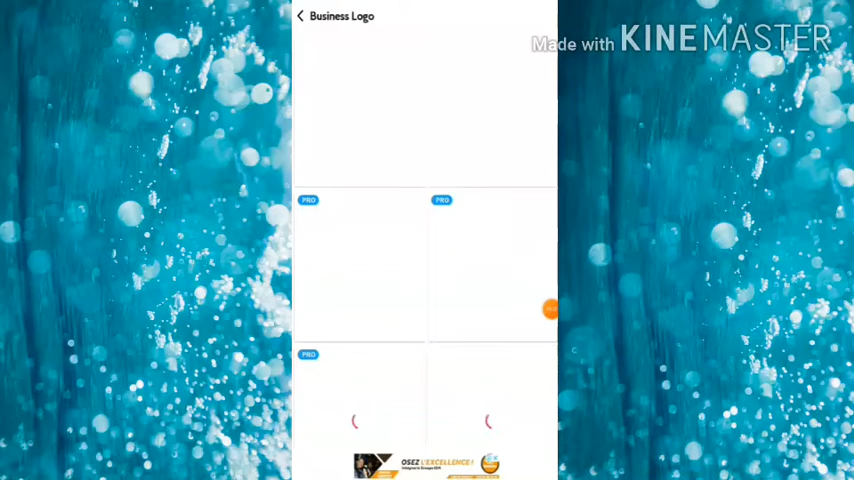 Business Logo
Made with KINEMASTER
PRO
PRO
PRO
OSEZ L'EXCELLENCE !